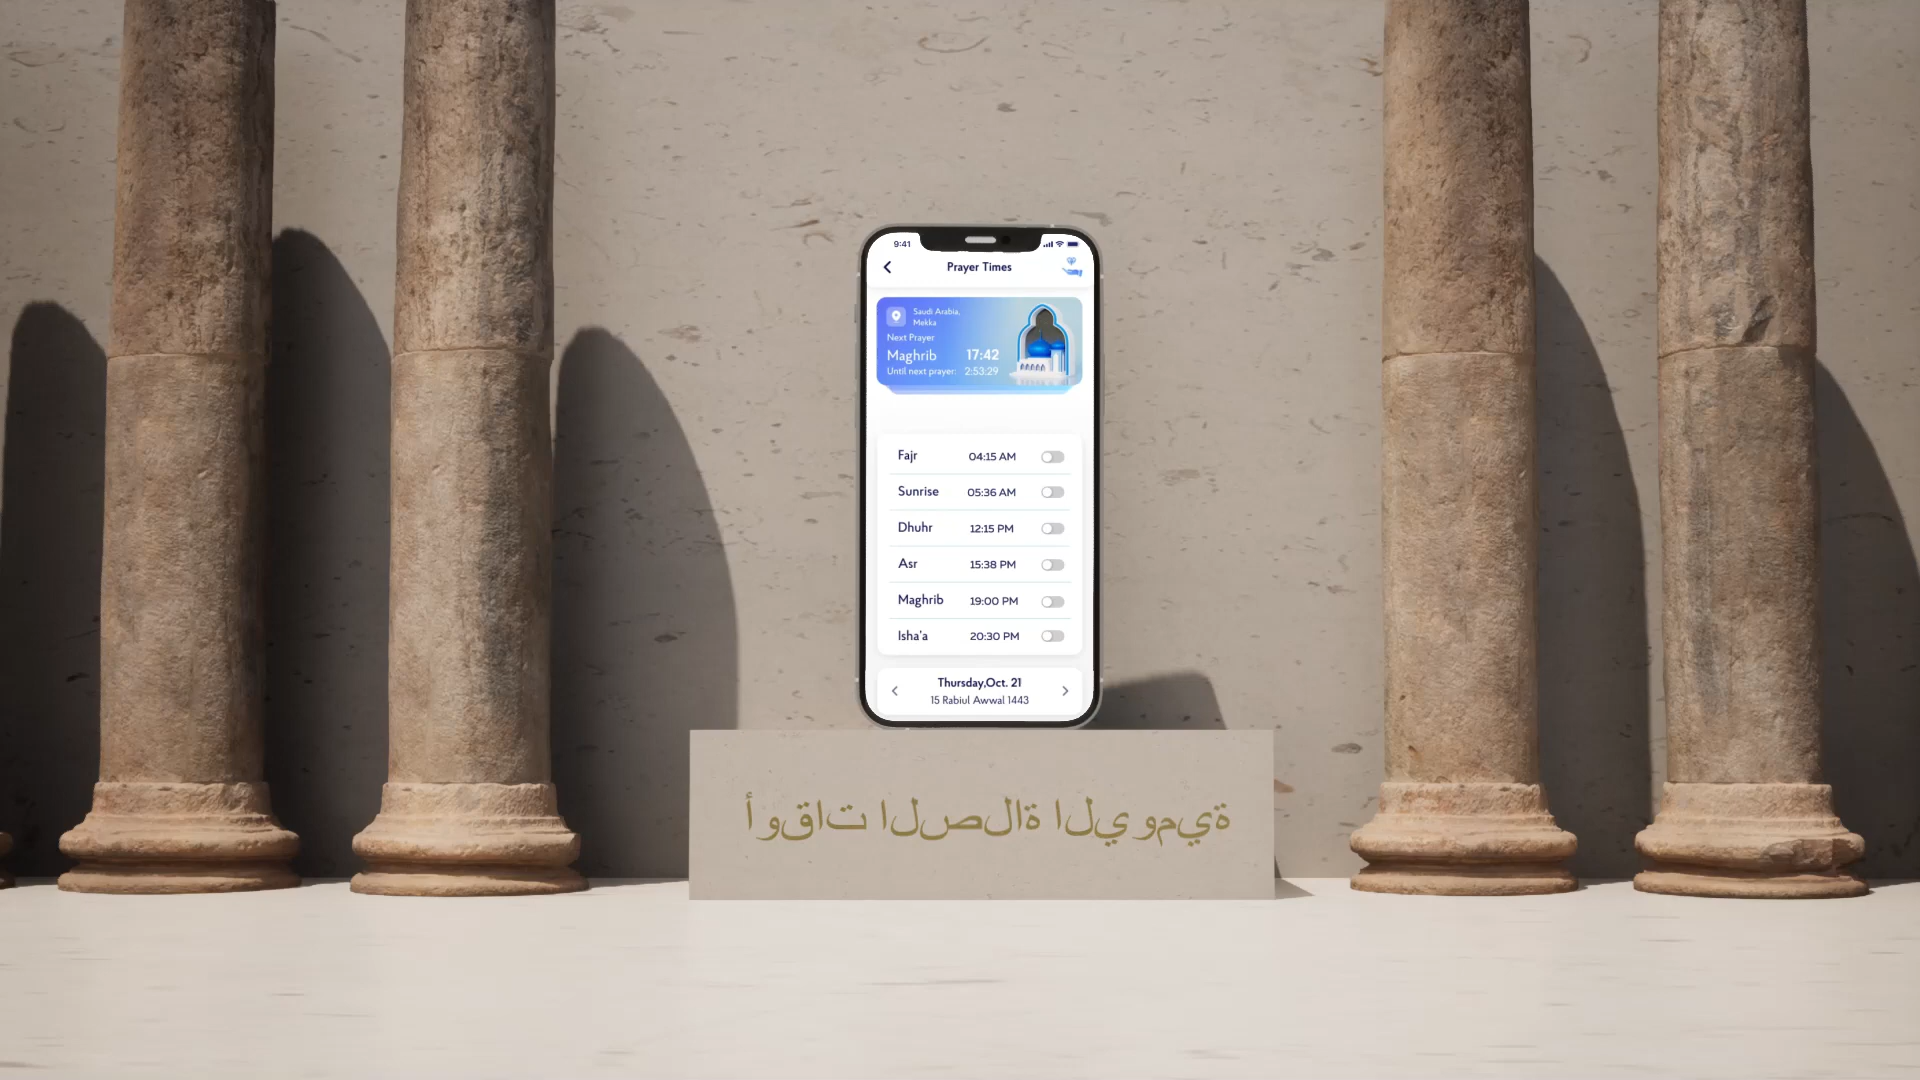 9:41
Prayer Times
Saudi Arabia,
Mekka
Next Prayer
Maghrib 17:42
Until next prayer: 2:53:29
Fajr 04:15 AM
Sunrise 05:36 AM
Dhuhr 12:15 PM
Asr 15:38 PM
Maghrib 19:00 PM
Isha'a 20:30 PM
Thursday,Oct. 21
15 Rabiul Awwal 1443
أوقات الصلاة اليومية